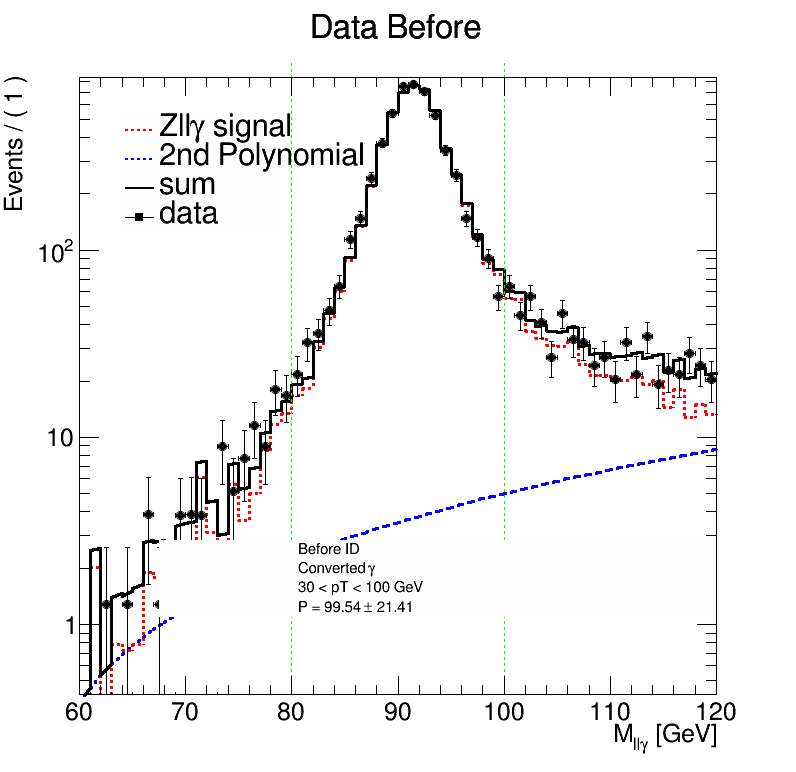 Data Before
Events / ( 1 )
Zllγ signal
2nd Polynomial
sum
data
10²
10
1
Before ID
Converted γ
30 < pT < 100 GeV
P = 99.54 ± 21.41
60 70 80 90 100 110 120
M_llγ [GeV]